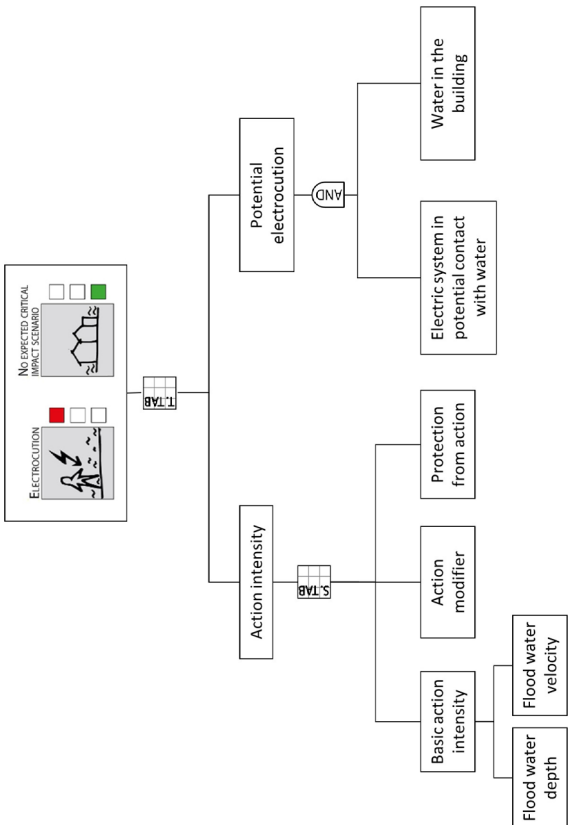 ELECTROCUTION
NO EXPECTED CRITICAL
IMPACT SCENARIO
T. TAB
Action intensity
Potential
electrocution
S. TAB
AND
Basic action
intensity
Action
modifier
Protection
from action
Electric system in
potential contact
with water
Water in the
building
Flood water
depth
Flood water
velocity